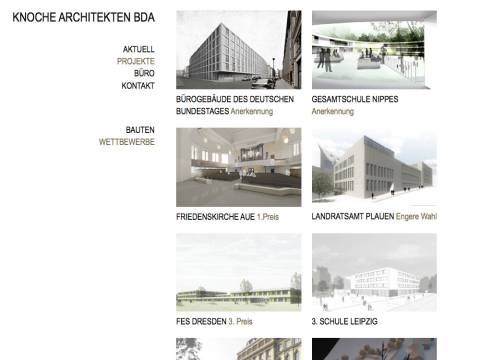 KNOCHE ARCHITEKTEN BDA
AKTUELL
PROJEKTE
BÜRO
KONTAKT
BAUTEN
WETTBEWERBE
BÜROGEBÄUDE DES DEUTSCHEN
BUNDESTAGES Anerkennung
GESAMTSCHULE NIPPES
Anerkennung
FRIEDENSKIRCHE AUE 1.Preis
LANDRATSAMT PLAUEN Engere Wahl
FES DRESDEN 3. Preis
3. SCHULE LEIPZIG